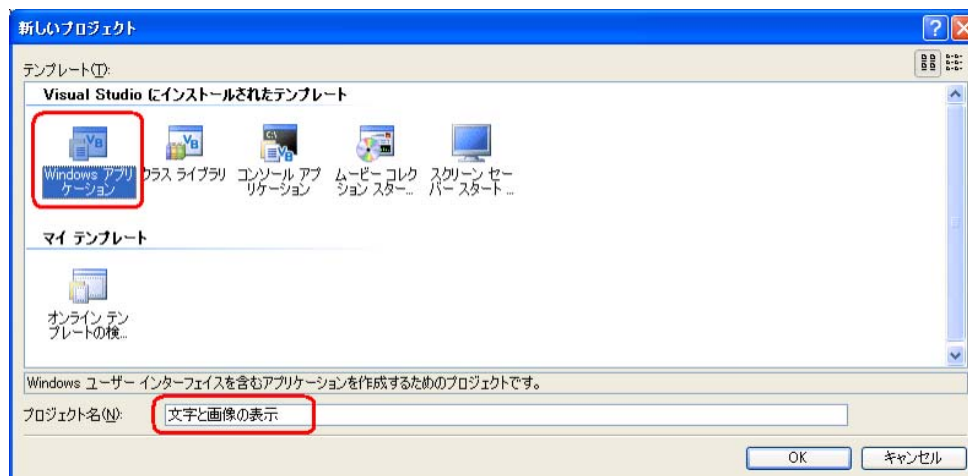 新しいプロジェクト
テンプレート(T):
Visual Studio にインストールされたテンプレート
Windows アプリ
ケーション
クラス ライブラリ
コンソール アプ
リケーション
ムービー コレク
ション スター...
スクリーン セー
バー スタート ...
マイ テンプレート
オンライン テン
プレートの検...
Windows ユーザー インターフェイスを含むアプリケーションを作成するためのプロジェクトです。
プロジェクト名(N):
文字と画像の表示
OK
キャンセル